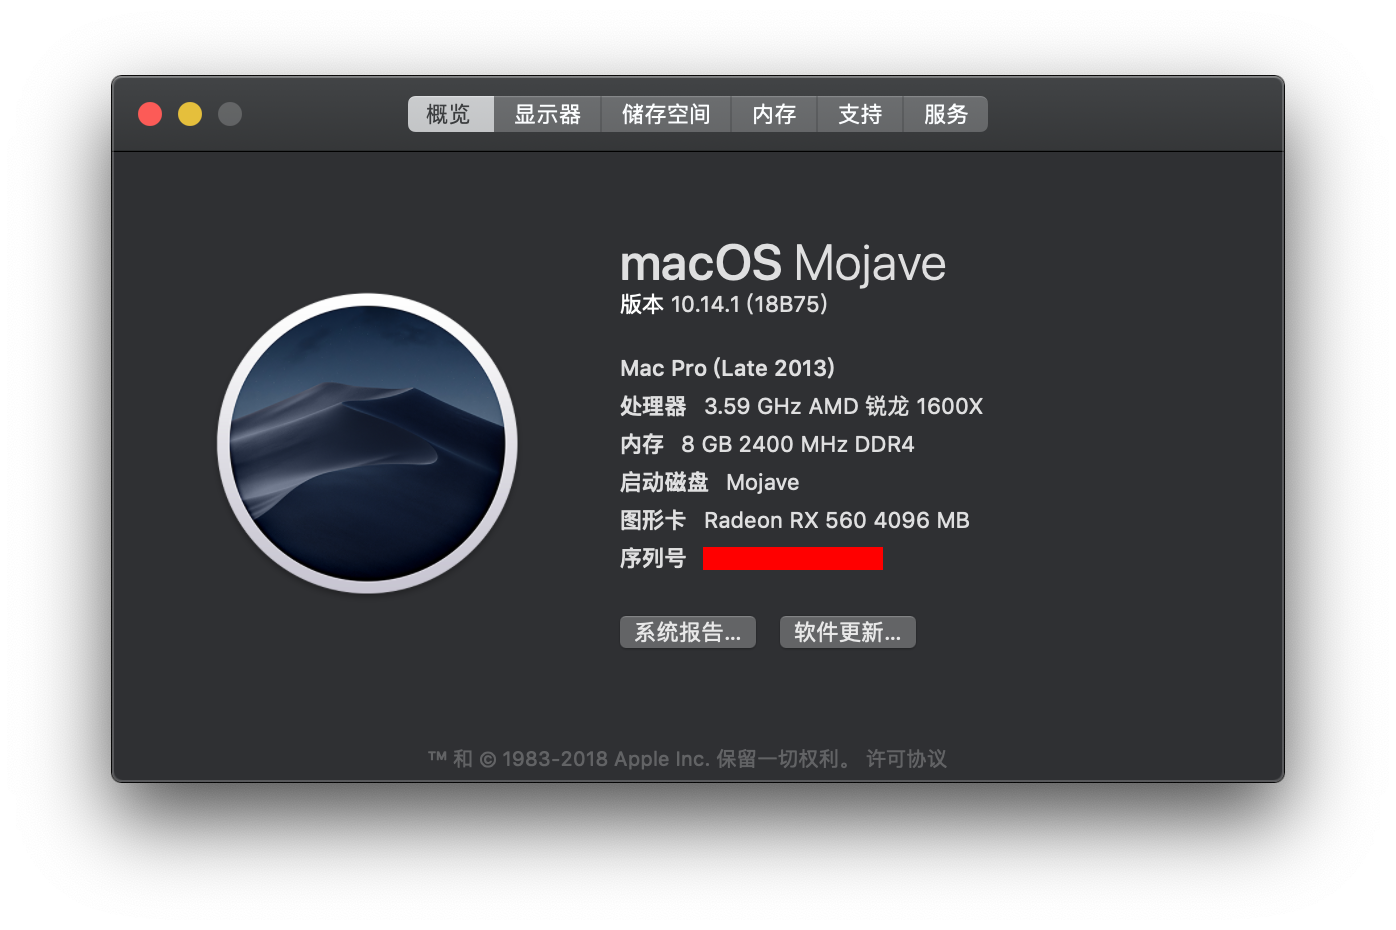 概览 显示器 储存空间 内存 支持 服务
macOS Mojave
版本 10.14.1 (18B75)
Mac Pro (Late 2013)
处理器 3.59 GHz AMD 锐龙 1600X
内存 8 GB 2400 MHz DDR4
启动磁盘 Mojave
图形卡 Radeon RX 560 4096 MB
序列号
系统报告... 软件更新...
™ 和 © 1983-2018 Apple Inc. 保留一切权利。 许可协议